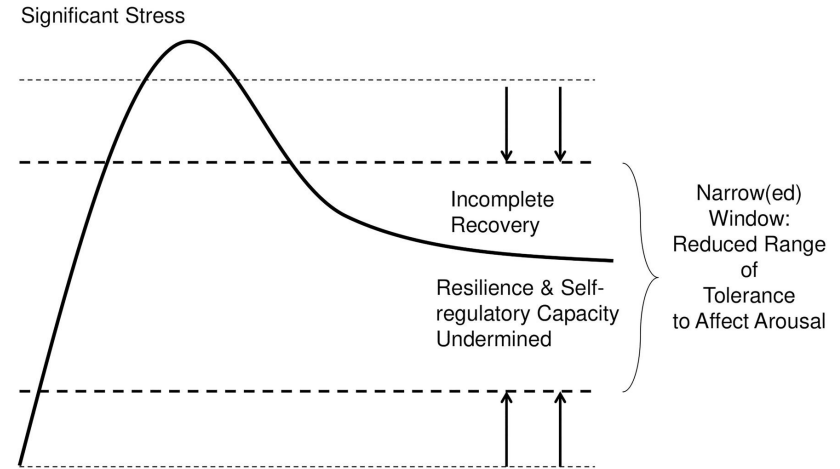 Significant Stress
Incomplete
Recovery
Resilience & Self-
regulatory Capacity
Undermined
Narrow(ed)
Window:
Reduced Range
of
Tolerance
to Affect Arousal